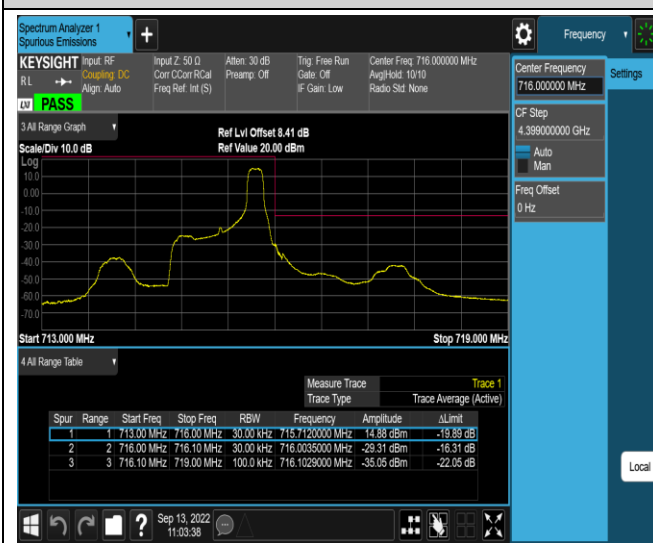 Spectrum Analyzer 1
Spurious Emissions
Frequency
KEYSIGHT Input: RF Input Z: 50 Ω Atten: 30 dB Trig: Free Run Center Freq: 716.000000 MHz
RL Coupling: DC Corr CCorr RCal Preamp: Off Gate: Off Avg|Hold: 10/10
Align: Auto Freq Ref: Int (S) IF Gain: Low Radio Std: None
PASS
Center Frequency
716.000000 MHz
Settings
CF Step
4.399000000 GHz
Auto
Man
Freq Offset
0 Hz
3 All Range Graph
Ref Lvl Offset 8.41 dB
Scale/Div 10.0 dB Ref Value 20.00 dBm
Log
10.0
0.00
-10.0
-20.0
-30.0
-40.0
-50.0
-60.0
-70.0
Start 713.000 MHz Stop 719.000 MHz
4 All Range Table
Measure Trace Trace 1
Trace Type Trace Average (Active)
Spur Range Start Freq Stop Freq RBW Frequency Amplitude ΔLimit
1 1 713.00 MHz 716.00 MHz 30.00 kHz 715.7120000 MHz 14.88 dBm -19.89 dB
2 2 716.00 MHz 716.10 MHz 30.00 kHz 716.0035000 MHz -29.31 dBm -16.31 dB
3 3 716.10 MHz 719.00 MHz 100.0 kHz 716.1029000 MHz -35.05 dBm -22.05 dB
Local
Sep 13, 2022
11:03:38